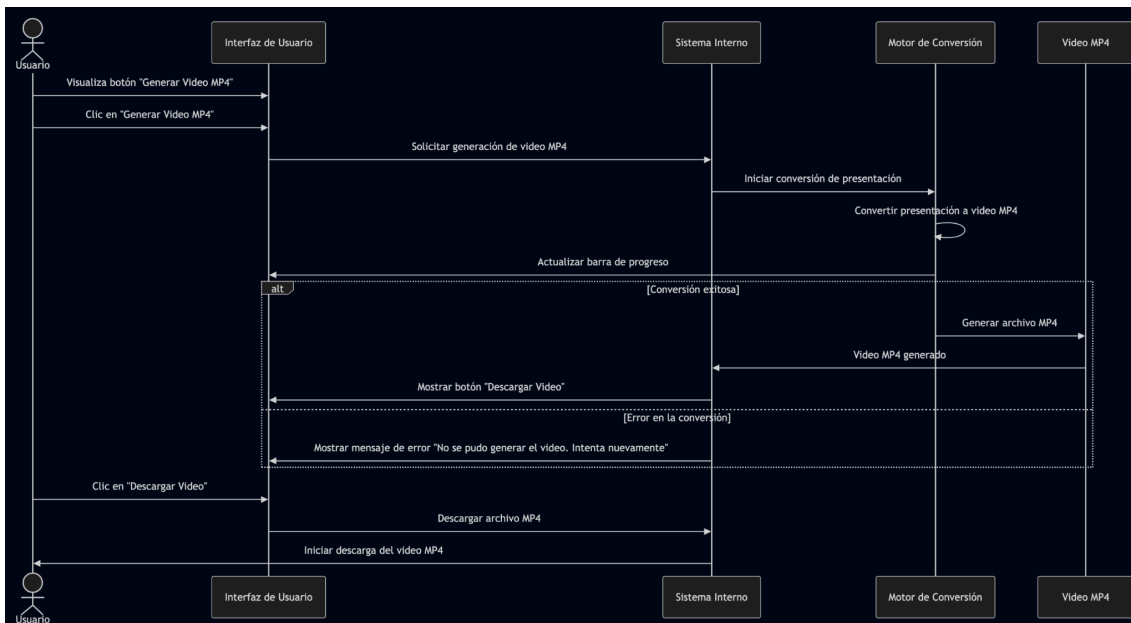 Interfaz de Usuario
Sistema Interno
Motor de Conversión
Video MP4
Usuario
Visualiza botón "Generar Video MP4"
Clic en "Generar Video MP4"
Solicitar generación de video MP4
Iniciar conversión de presentación
Convertir presentación a video MP4
Actualizar barra de progreso
alt
[Conversión exitosa]
Generar archivo MP4
Video MP4 generado
Mostrar botón "Descargar Video"
[Error en la conversión]
Mostrar mensaje de error "No se pudo generar el video. Intenta nuevamente"
Clic en "Descargar Video"
Descargar archivo MP4
Iniciar descarga del video MP4
Interfaz de Usuario
Sistema Interno
Motor de Conversión
Video MP4
Usuario